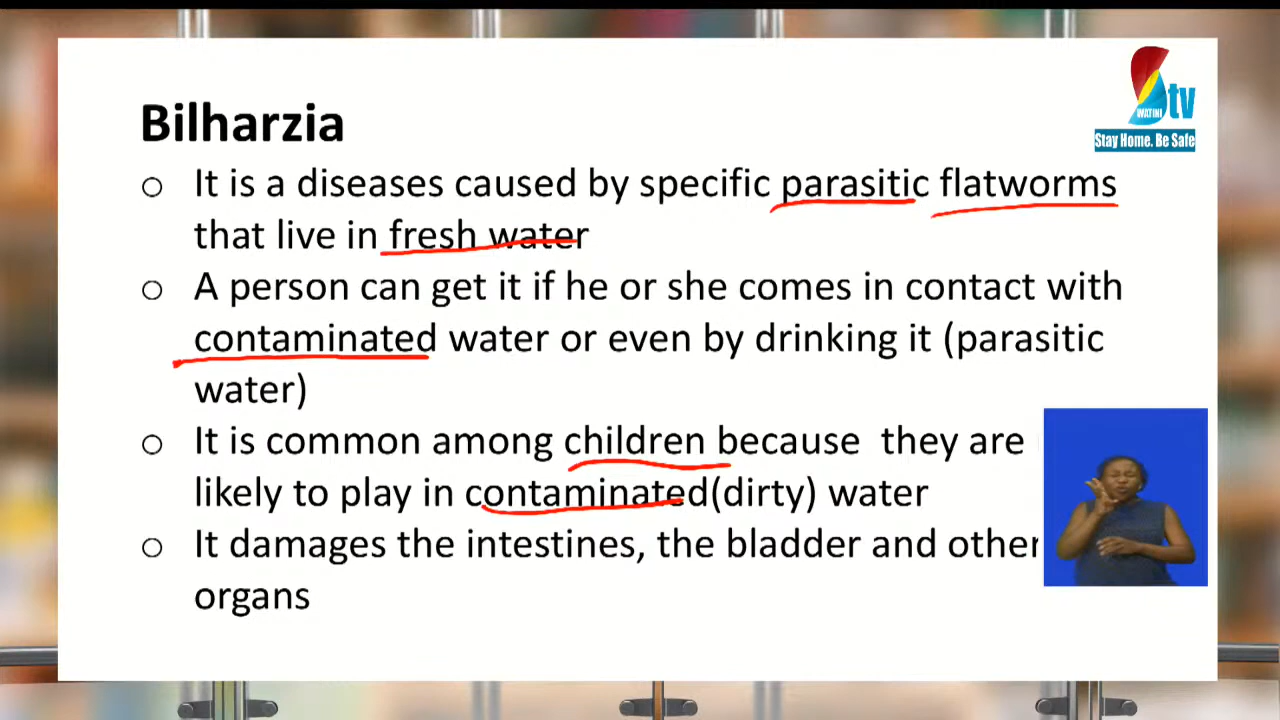 Bilharzia
tv
WATINI
Stay Home. Be Safe
○ It is a diseases caused by specific parasitic flatworms
that live in fresh water
○ A person can get it if he or she comes in contact with
contaminated water or even by drinking it (parasitic
water)
○ It is common among children because they are
likely to play in contaminated(dirty) water
○ It damages the intestines, the bladder and other
organs